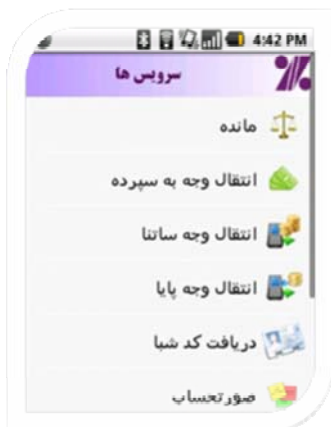 4:42 PM
سرویس ها
مانده
انتقال وجه به سپرده
انتقال وجه ساتنا
انتقال وجه پایا
دریافت کد شبا
صورتحساب